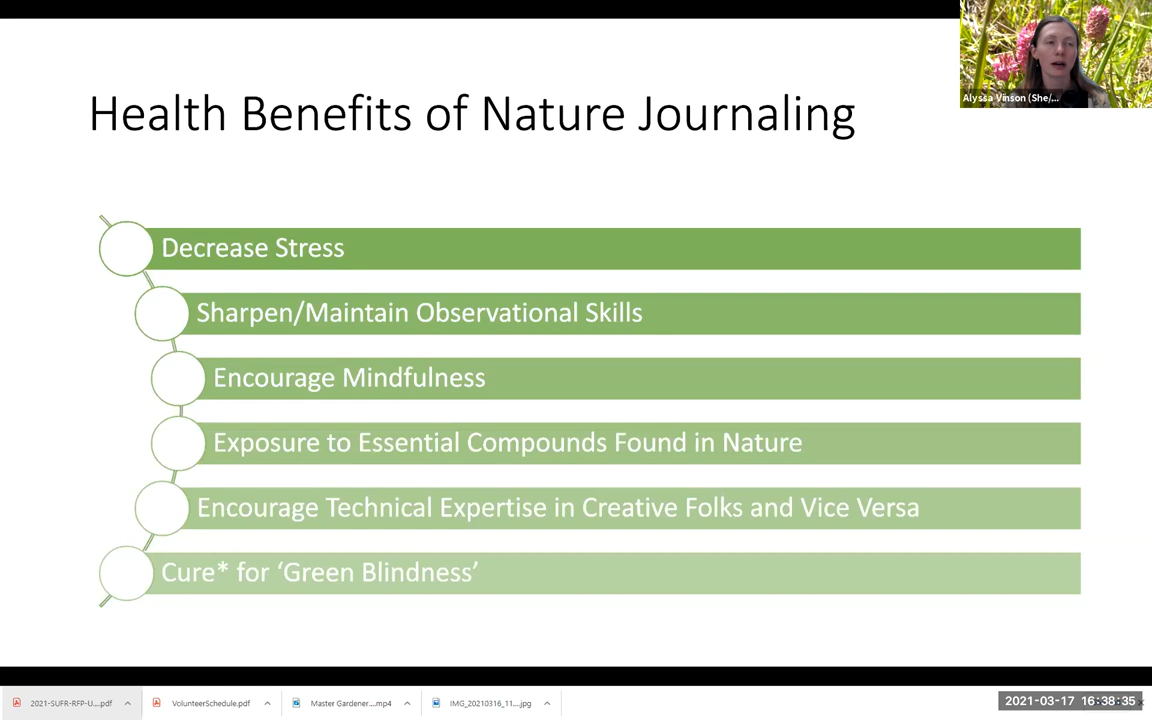 Health Benefits of Nature Journaling
Alyssa Vinson (She/...
Decrease Stress
Sharpen/Maintain Observational Skills
Encourage Mindfulness
Exposure to Essential Compounds Found in Nature
Encourage Technical Expertise in Creative Folks and Vice Versa
Cure* for ‘Green Blindness’
2021-SUFR-RFP-U....pdf
VolunteerSchedule.pdf
Master Gardener....mp4
IMG_20210316_11....jpg
2021-03-17 16:38:35